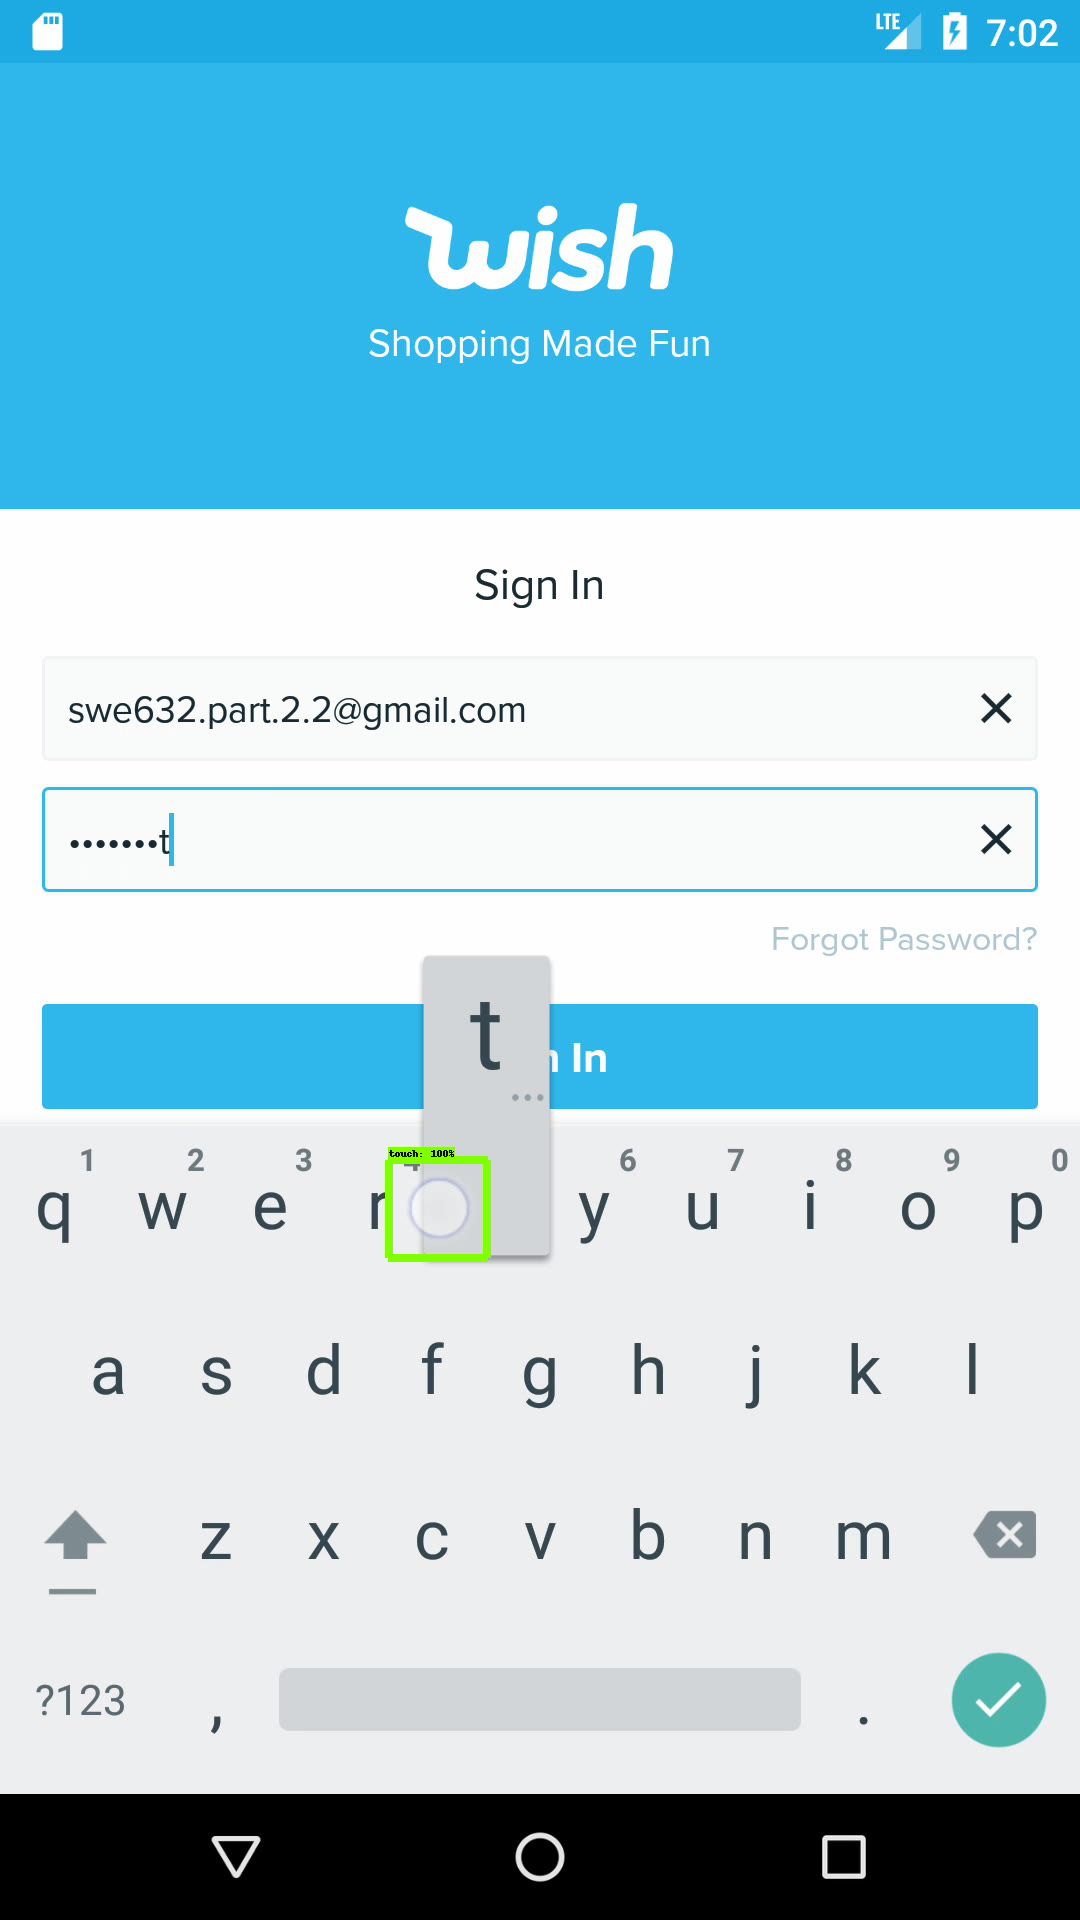 LTE 7:02
wish
Shopping Made Fun
Sign In
swe632.part.2.2@gmail.com
•••••••t
Forgot Password?
t
n In
...
touch: 100%
1 2 3 4 6 7 8 9 0
q w e r y u i o p
a s d f g h j k l
z x c v b n m
?123 , .